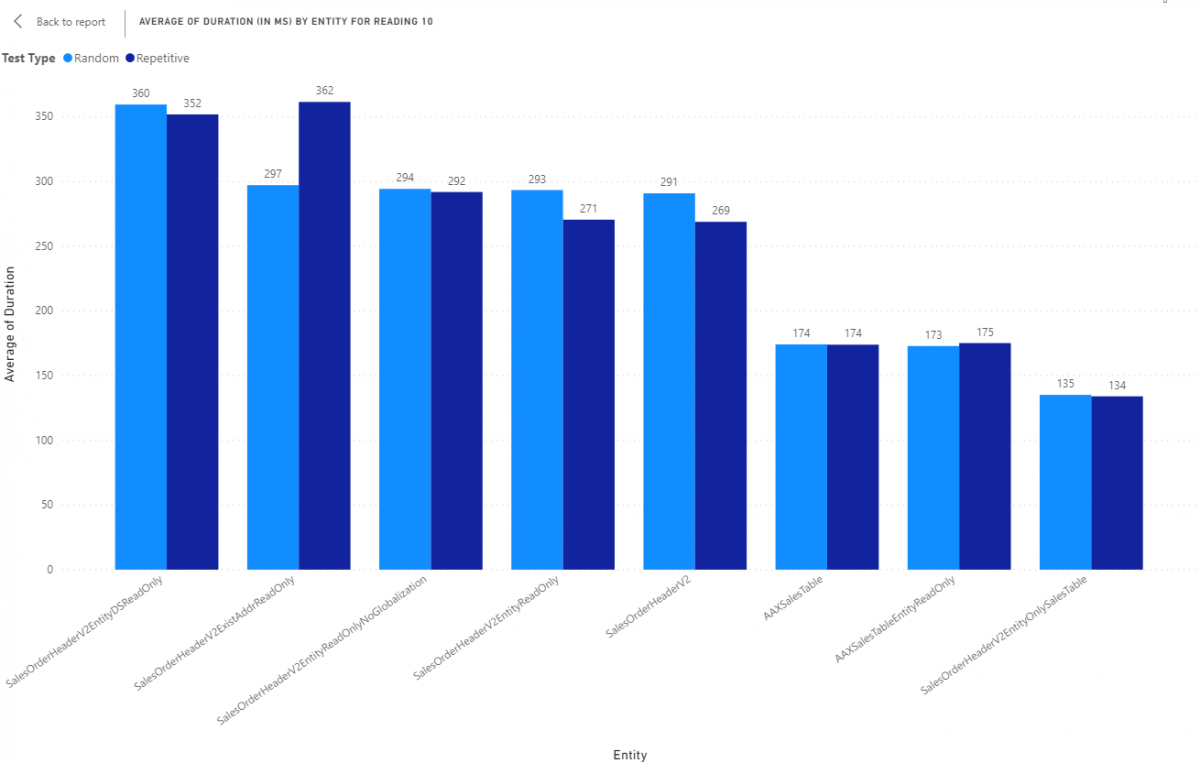 Back to report
AVERAGE OF DURATION (IN MS) BY ENTITY FOR READING 10
Test Type Random Repetitive
Average of Duration
350
300
250
200
150
100
50
0
360 352
297 362
294 292
293 271
291 269
174 174
173 175
135 134
SalesOrderHeaderV2EntityDSReadOnly
SalesOrderHeaderV2ExistAddrReadOnly
SalesOrderHeaderV2EntityReadOnlyNoGlobalization
SalesOrderHeaderV2EntityReadOnly
SalesOrderHeaderV2
AAXSalesTable
AAXSalesTableEntityReadOnly
SalesOrderHeaderV2EntityOnlySalesTable
Entity